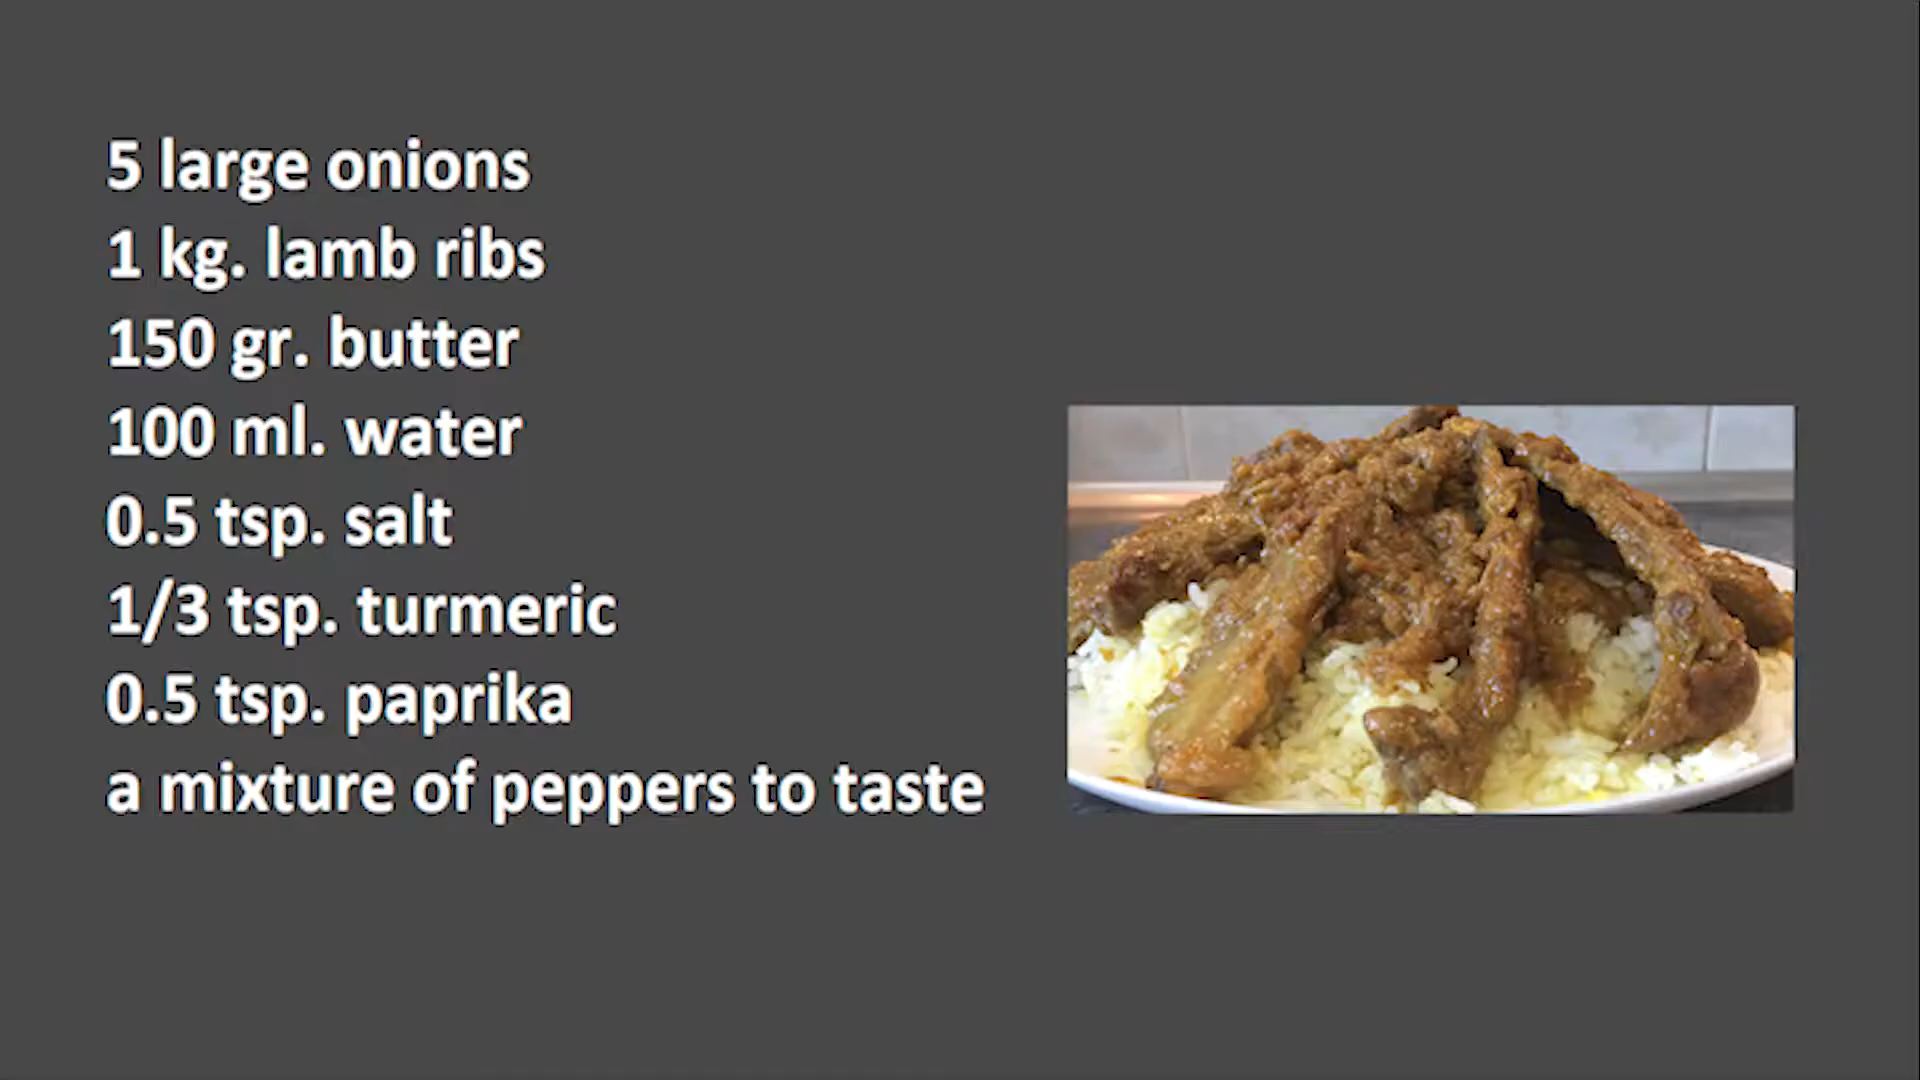 5 large onions
1 kg. lamb ribs
150 gr. butter
100 ml. water
0.5 tsp. salt
1/3 tsp. turmeric
0.5 tsp. paprika
a mixture of peppers to taste